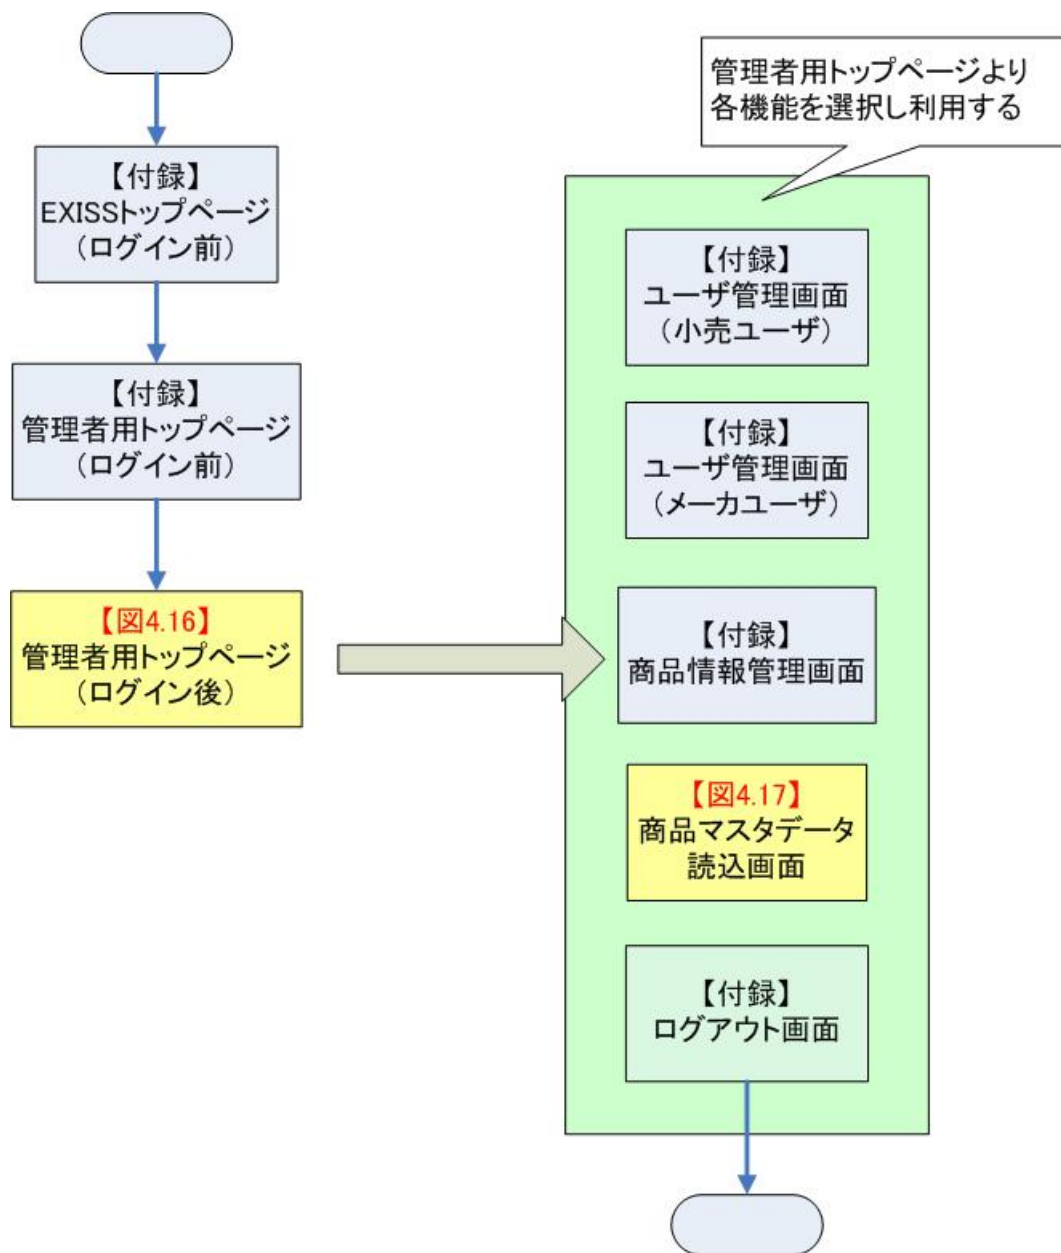 【付録】
EXISSトップページ
（ログイン前）
【付録】
管理者用トップページ
（ログイン前）
【図4.16】
管理者用トップページ
（ログイン後）
管理者用トップページより
各機能を選択し利用する
【付録】
ユーザ管理画面
（小売ユーザ）
【付録】
ユーザ管理画面
（メーカユーザ）
【付録】
商品情報管理画面
【図4.17】
商品マスタデータ
読込画面
【付録】
ログアウト画面